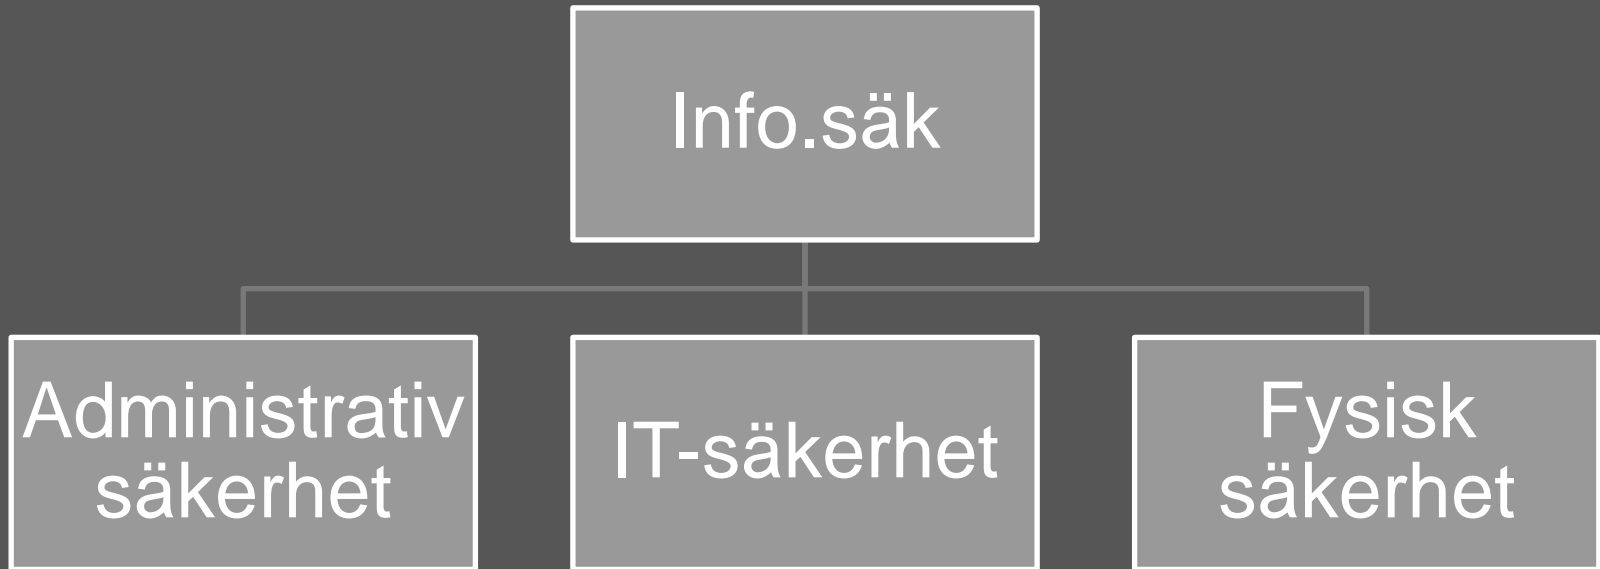 Info.säk
Administrativ
säkerhet
IT-säkerhet
Fysisk
säkerhet